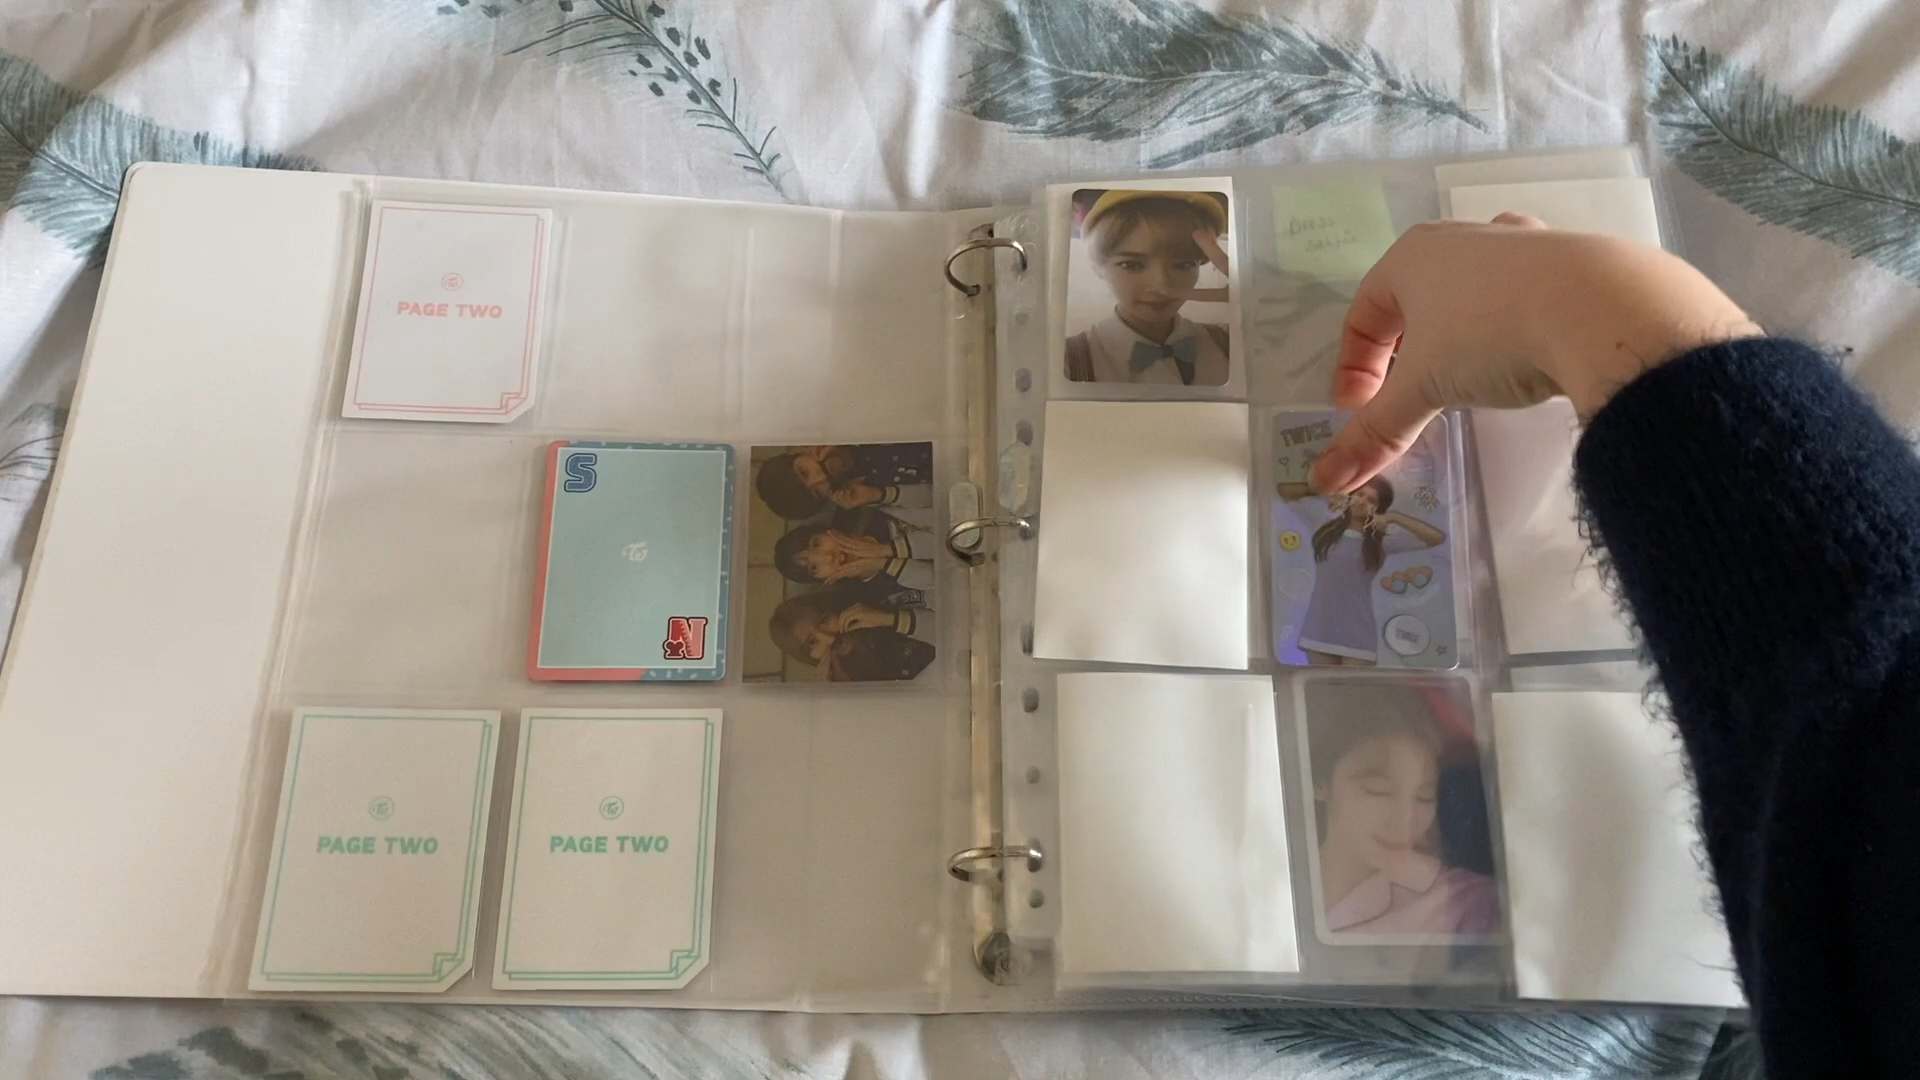 PAGE TWO
Dress
selfie
S
N
TWICE
PAGE TWO
PAGE TWO